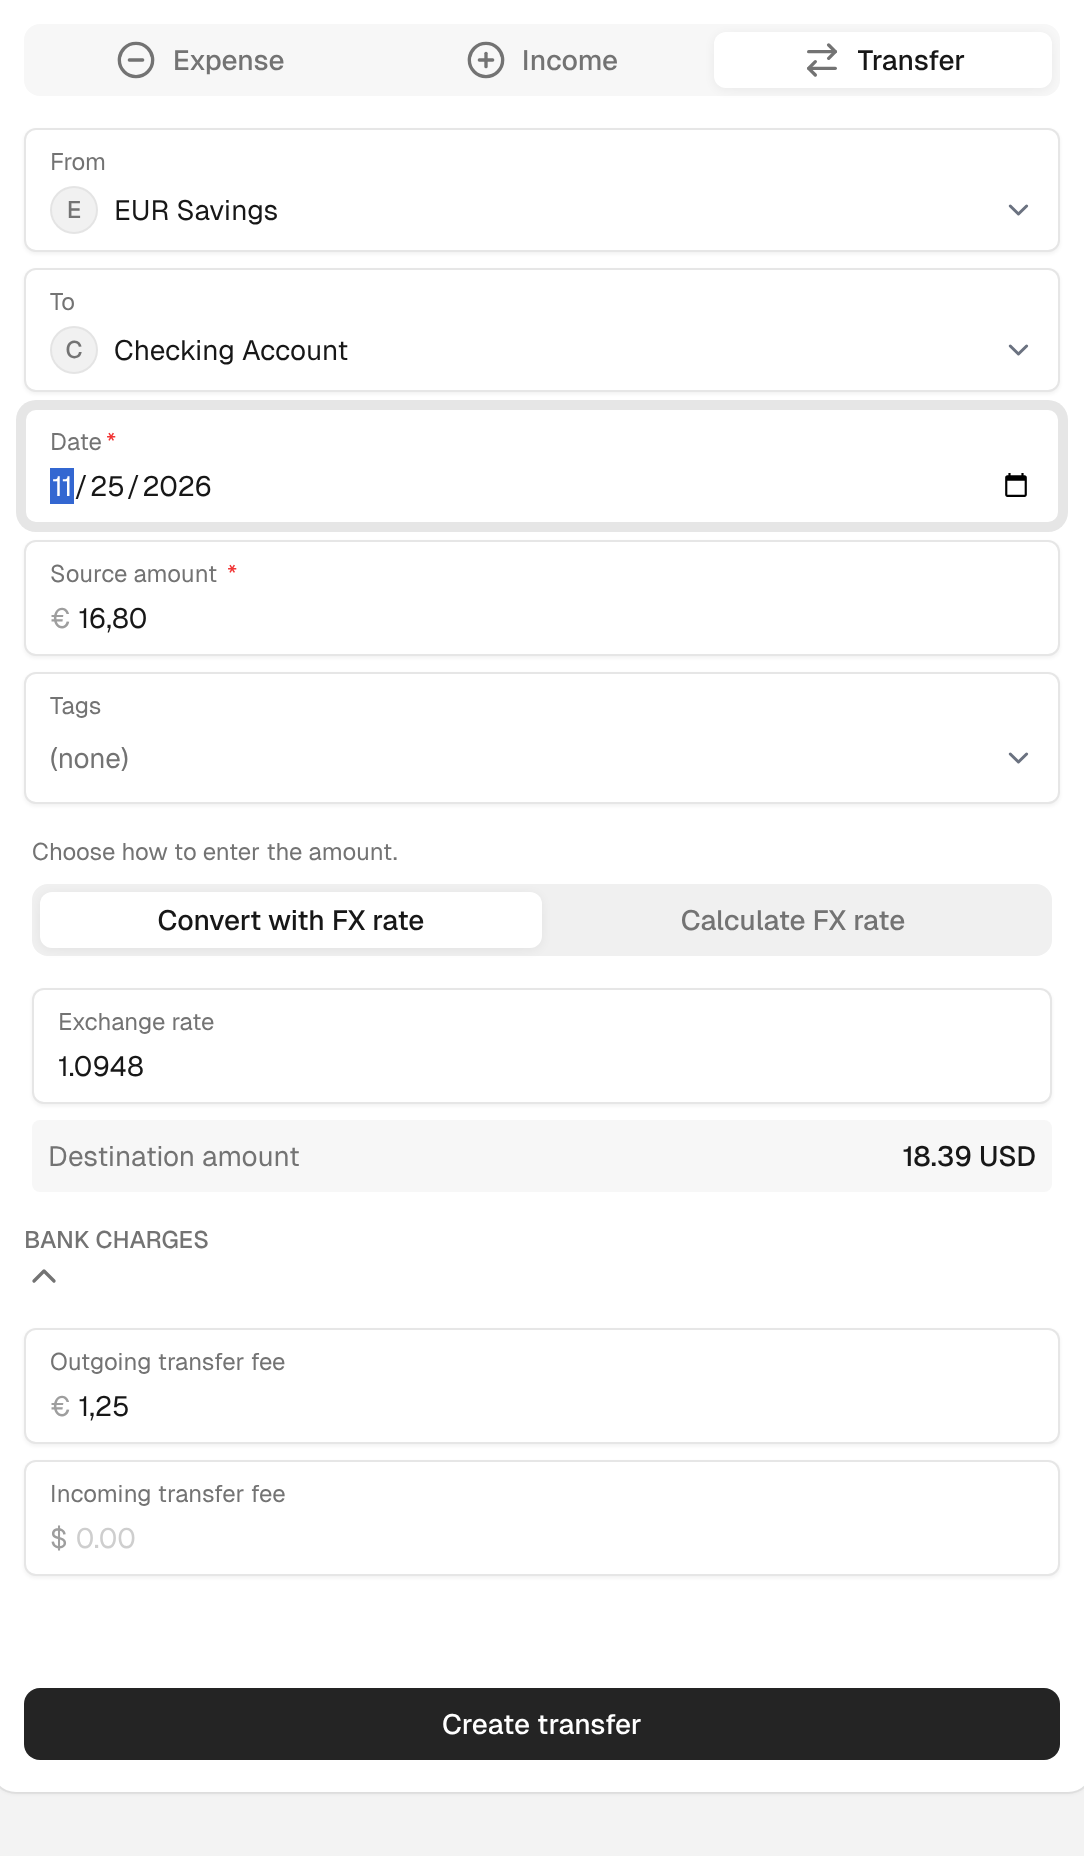 Expense
Income
Transfer
From
E EUR Savings
To
C Checking Account
Date *
11/25/2026
Source amount *
€ 16,80
Tags
(none)
Choose how to enter the amount.
Convert with FX rate
Calculate FX rate
Exchange rate
1.0948
Destination amount 18.39 USD
BANK CHARGES
Outgoing transfer fee
€ 1,25
Incoming transfer fee
$ 0.00
Create transfer